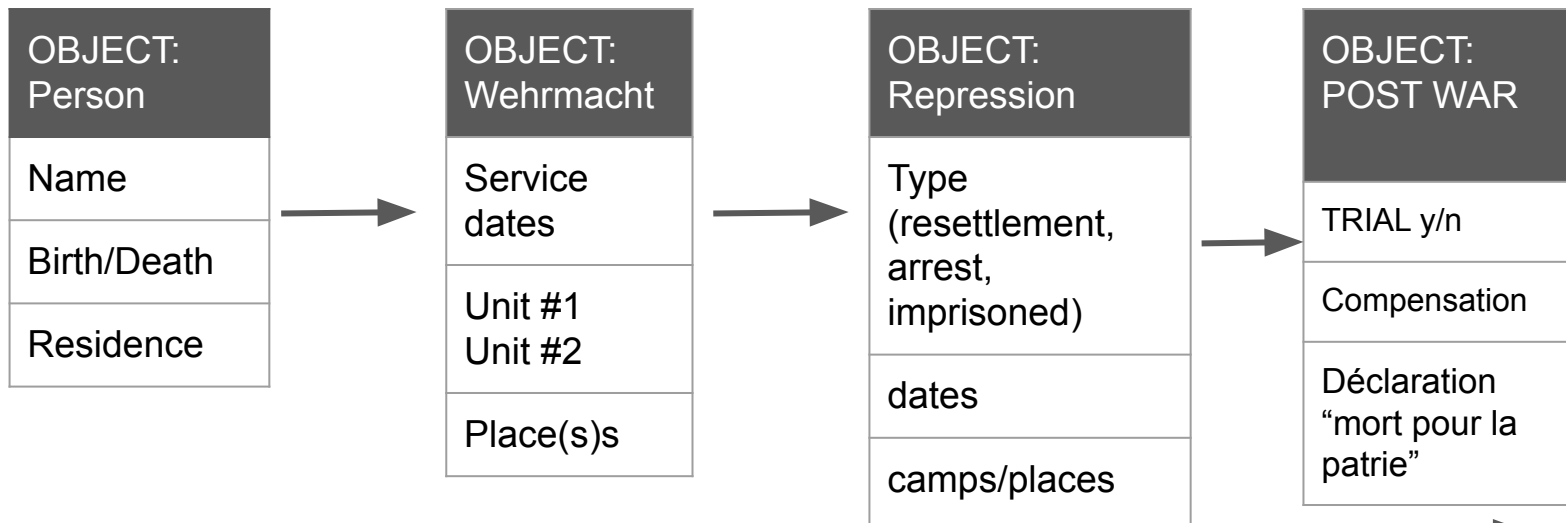 OBJECT:
Person
Name
Birth/Death
Residence
OBJECT:
Wehrmacht
Service
dates
Unit #1
Unit #2
Place(s)s
OBJECT:
Repression
Type
(resettlement,
arrest,
imprisoned)
dates
camps/places
OBJECT:
POST WAR
TRIAL y/n
Compensation
Déclaration
“mort pour la
patrie”